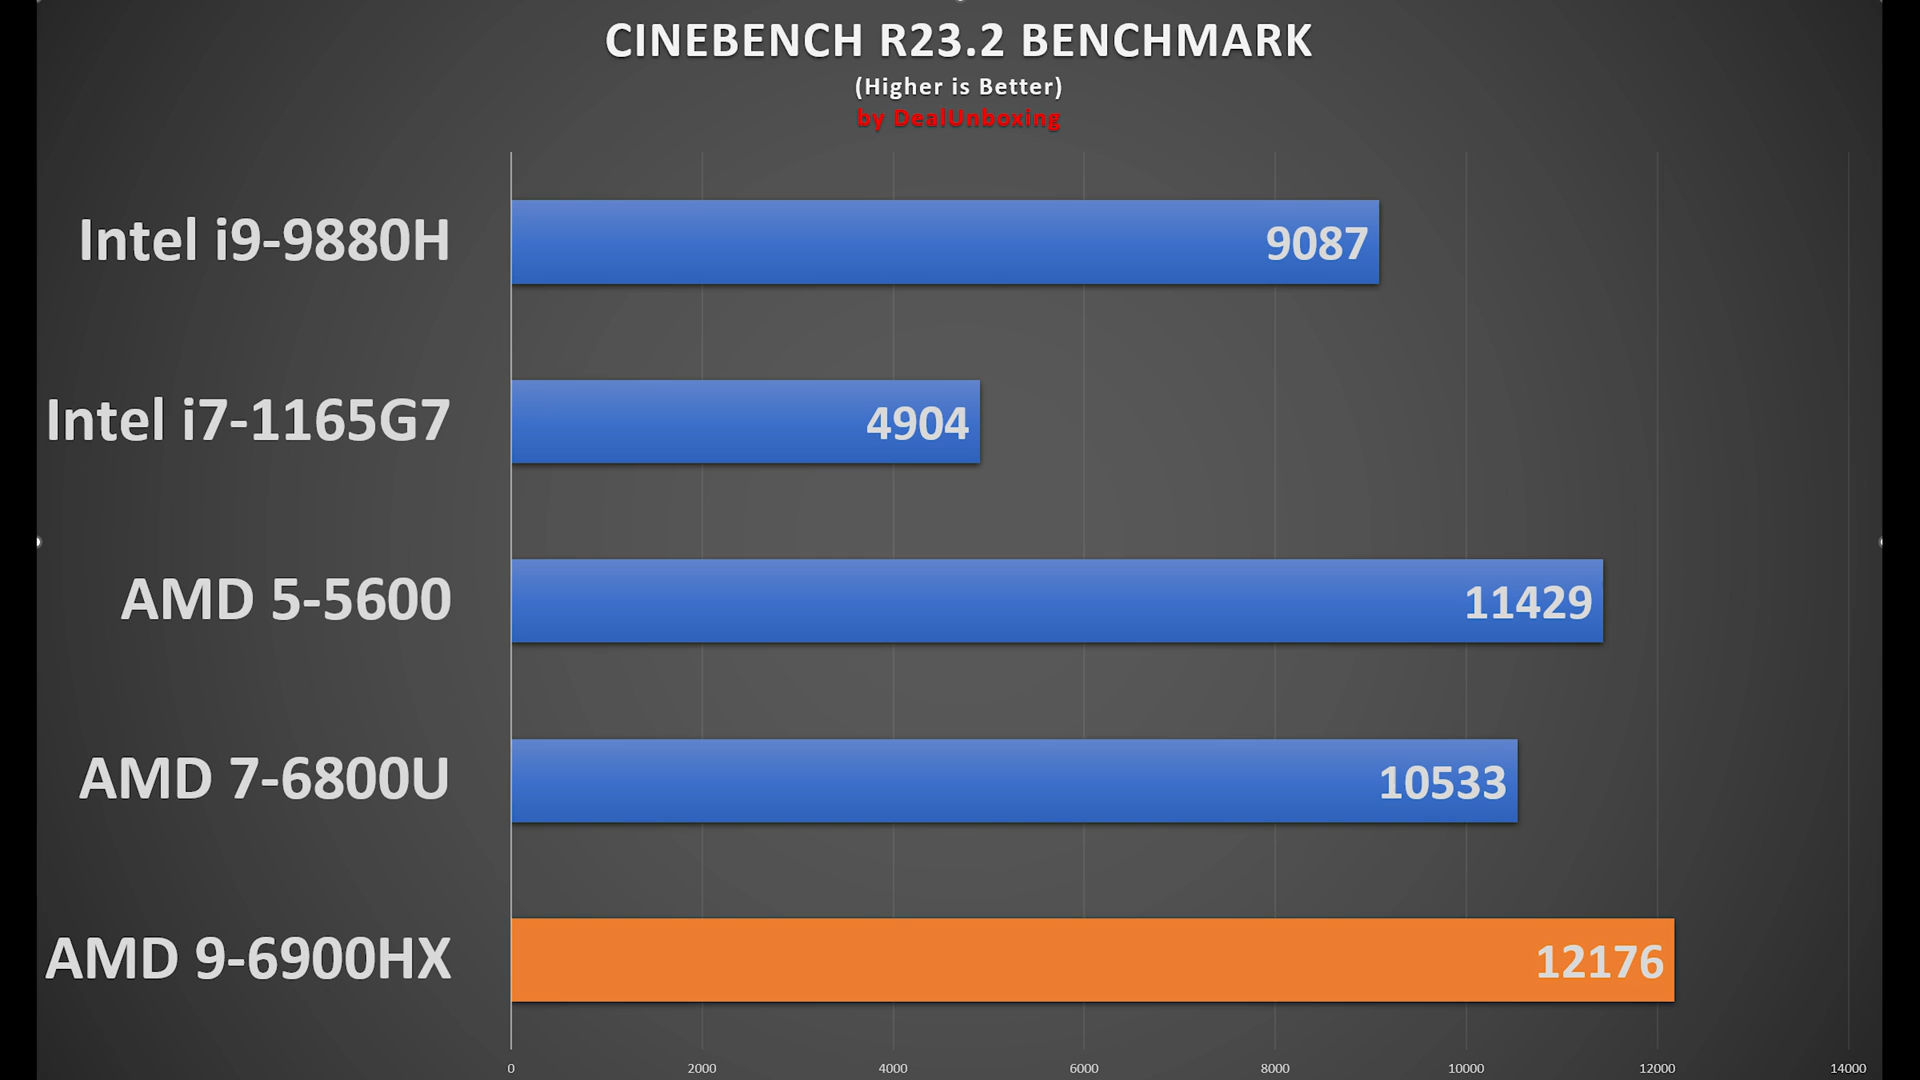 CINEBENCH R23.2 BENCHMARK
(Higher is Better)
by DealUnboxing
Intel i9-9880H 9087
Intel i7-1165G7 4904
AMD 5-5600 11429
AMD 7-6800U 10533
AMD 9-6900HX 12176
0 2000 4000 6000 8000 10000 12000 14000